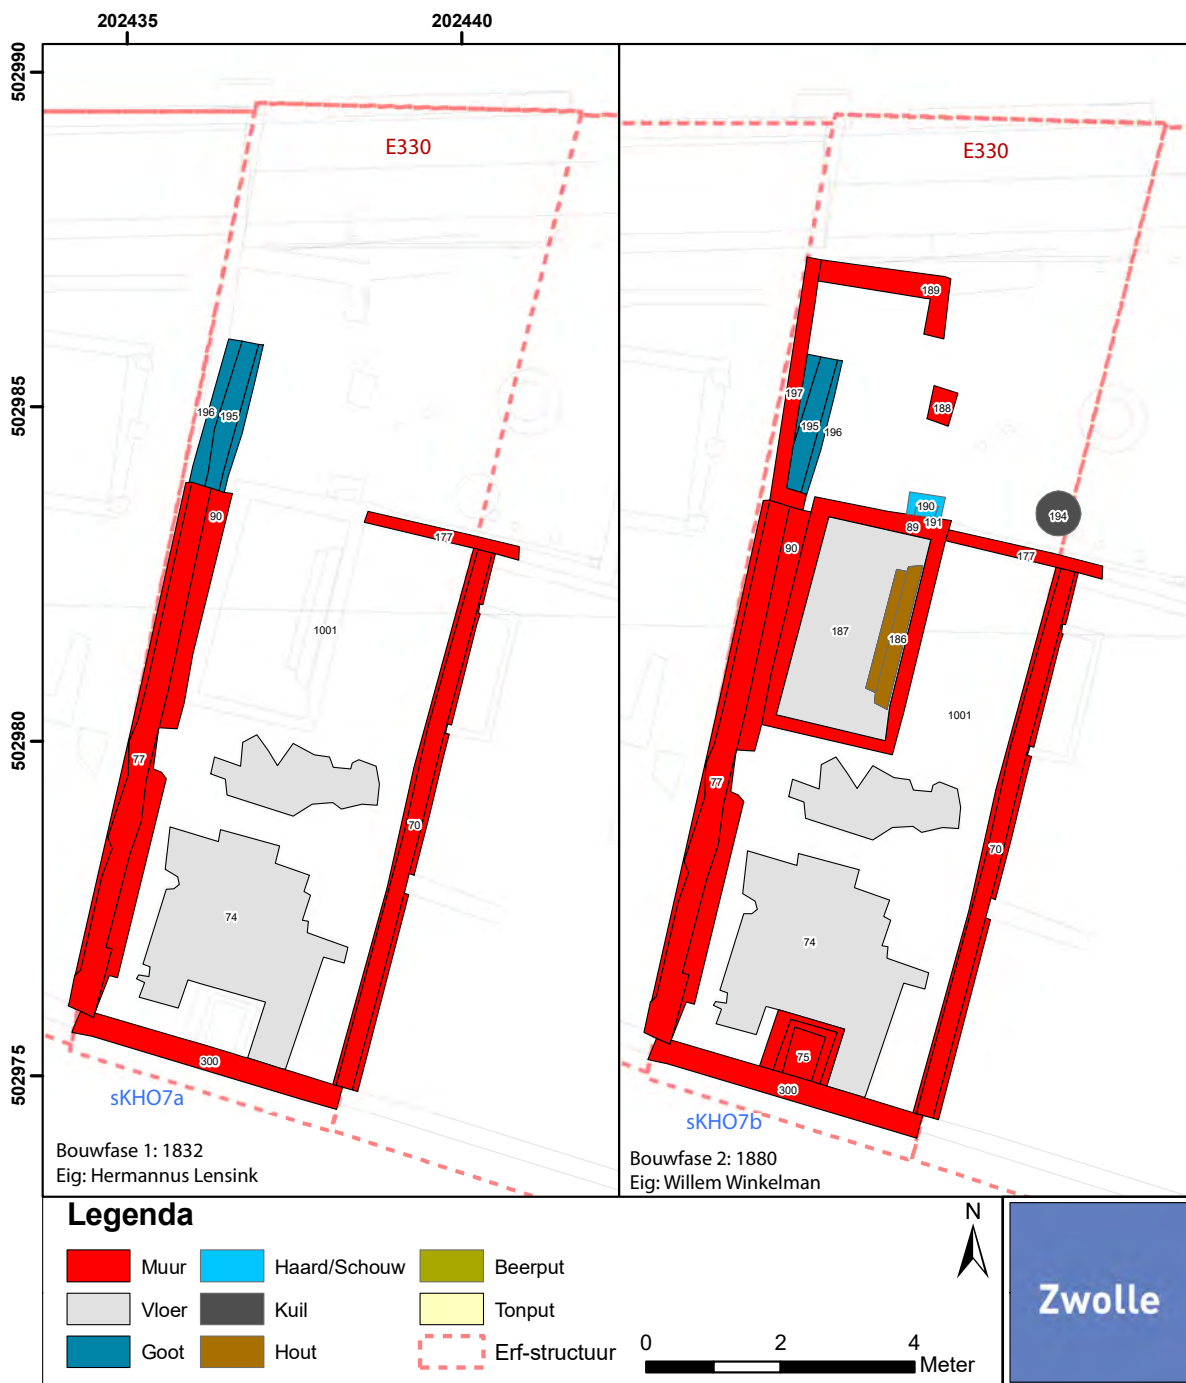 202435
202440
502990
502985
502980
502975
E330
196
195
90
177
1001
77
70
74
300
sKHO7a
Bouwfase 1: 1832
Eig: Hermannus Lensink
E330
189
197
188
195
196
190
194
191
89
90
177
187
186
1001
77
70
74
75
300
sKHO7b
Bouwfase 2: 1880
Eig: Willem Winkelman
Legenda
Muur
Haard/Schouw
Beerput
Vloer
Kuil
Tonput
Goot
Hout
Erf-structuur
N
0 2 4
Meter
Zwolle